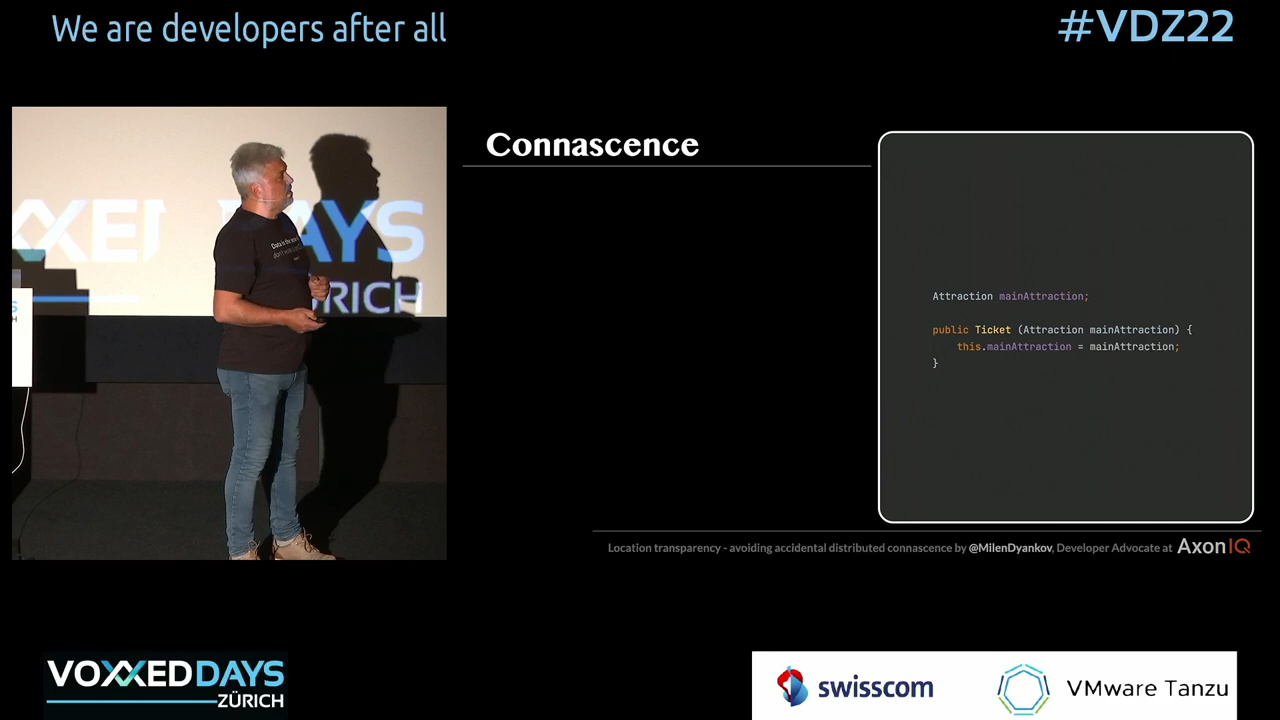 We are developers after all
#VDZ22
Connascence
DAYS
Attraction mainAttraction;
public Ticket (Attraction mainAttraction) {
this.mainAttraction = mainAttraction;
}
Location transparency - avoiding accidental distributed connascence by @MilenDyankov, Developer Advocate at AxonIQ
VOXXED DAYS
ZÜRICH
swisscom
VMware Tanzu